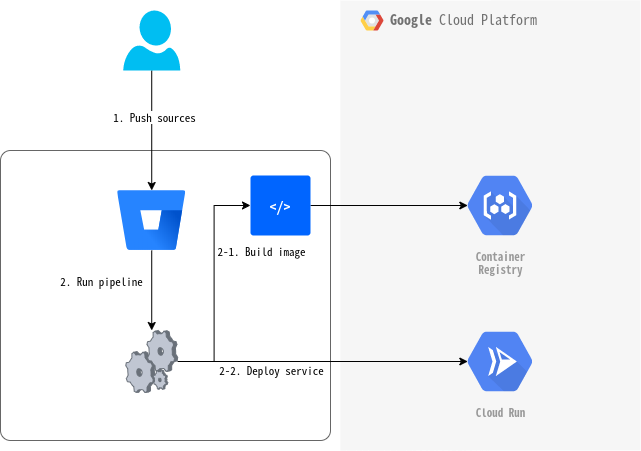 Google Cloud Platform
1. Push sources
</>
2-1. Build image
Container
Registry
2. Run pipeline
2-2. Deploy service
Cloud Run